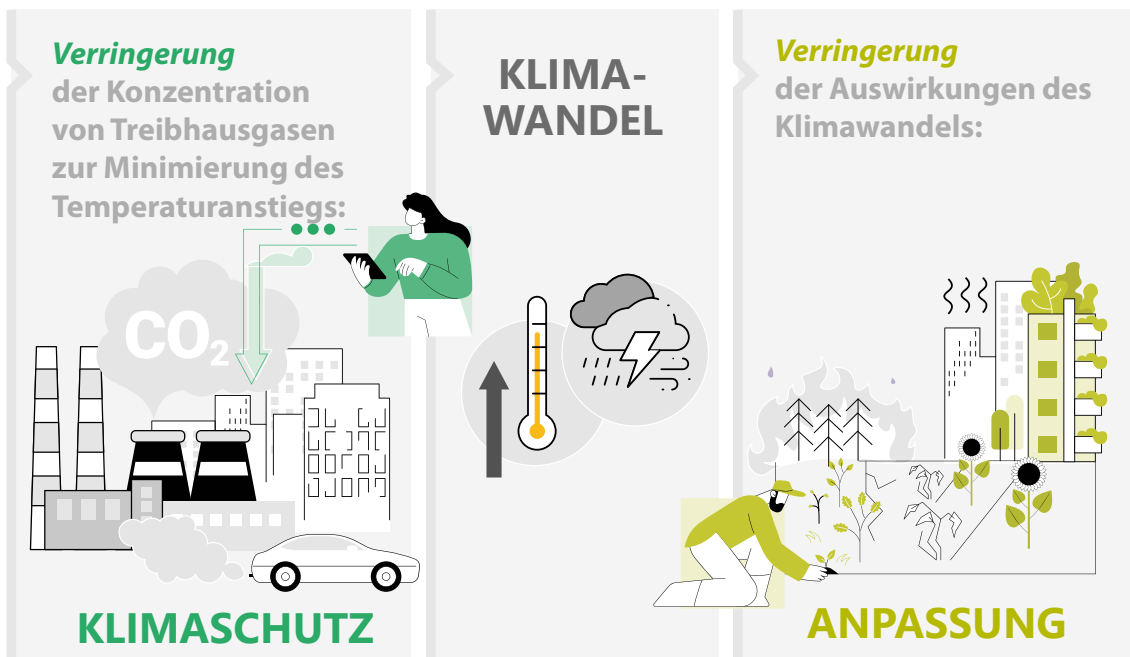 Verringerung
der Konzentration
von Treibhausgasen
zur Minimierung des
Temperaturanstiegs:
CO2
KLIMASCHUTZ
KLIMA-
WANDEL
Verringerung
der Auswirkungen des
Klimawandels:
ANPASSUNG